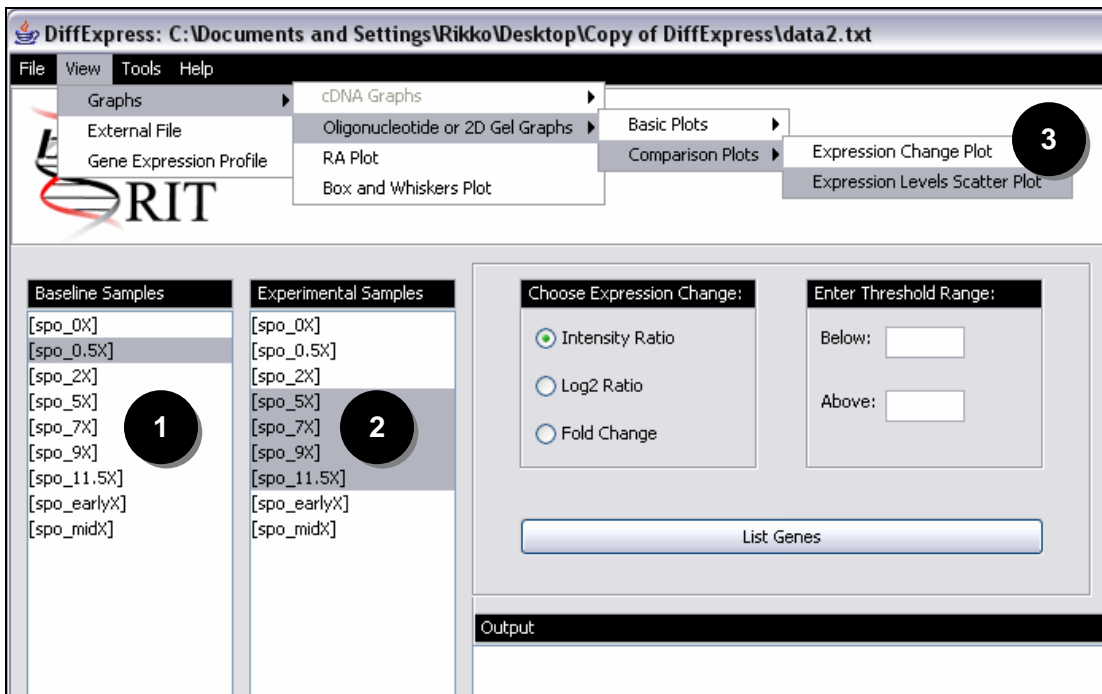 DiffExpress: C:\Documents and Settings\Rikko\Desktop\Copy of DiffExpress\data2.txt
File View Tools Help
Graphs
External File
Gene Expression Profile
cDNA Graphs
Oligonucleotide or 2D Gel Graphs
RA Plot
Box and Whiskers Plot
Basic Plots
Comparison Plots
Expression Change Plot
Expression Levels Scatter Plot
3
RIT
Baseline Samples
[spo_0X]
[spo_0.5X]
[spo_2X]
[spo_5X]
[spo_7X]
[spo_9X]
[spo_11.5X]
[spo_earlyX]
[spo_midX]
1
Experimental Samples
[spo_0X]
[spo_0.5X]
[spo_2X]
[spo_5X]
[spo_7X]
[spo_9X]
[spo_11.5X]
[spo_earlyX]
[spo_midX]
2
Choose Expression Change:
Intensity Ratio
Log2 Ratio
Fold Change
Enter Threshold Range:
Below:
Above:
List Genes
Output